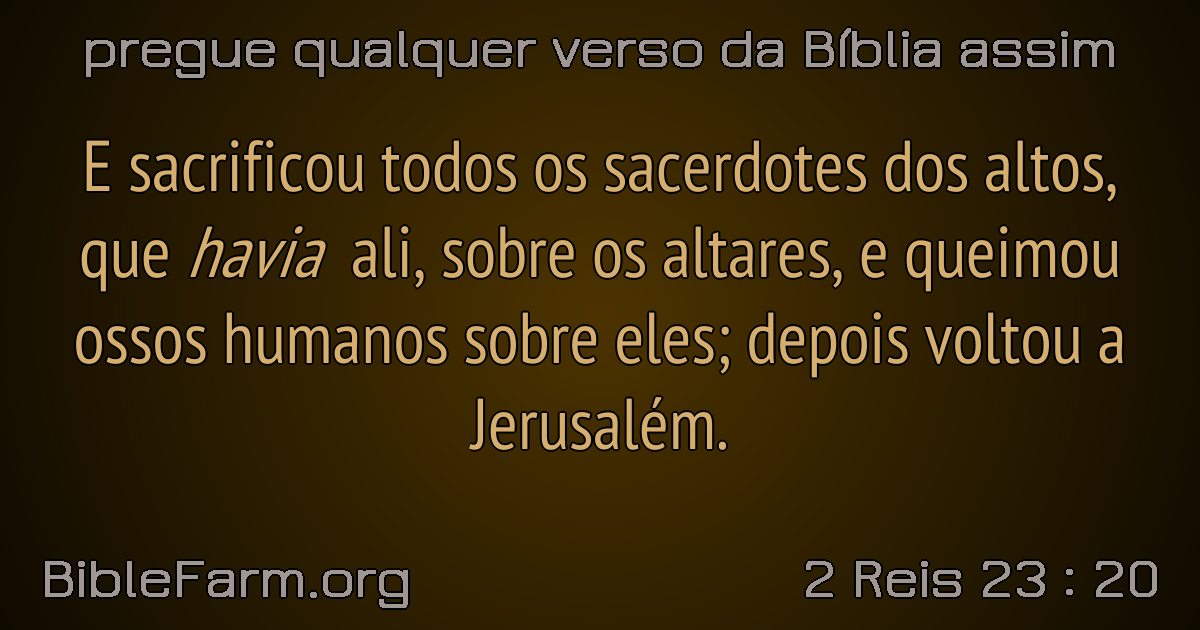 pregue qualquer verso da Bíblia assim
E sacrificou todos os sacerdotes dos altos,
que havia ali, sobre os altares, e queimou
ossos humanos sobre eles; depois voltou a
Jerusalém.
BibleFarm.org
2 Reis 23 : 20